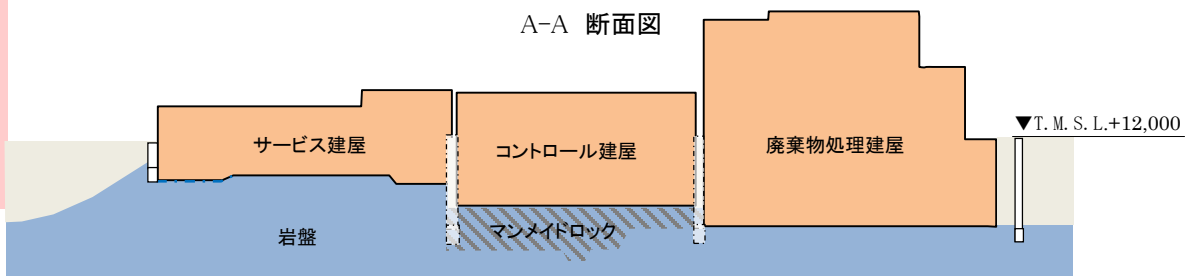 A-A 断面図
▼T.M.S.L.+12,000
サービス建屋
コントロール建屋
廃棄物処理建屋
岩盤
マンメイドロック